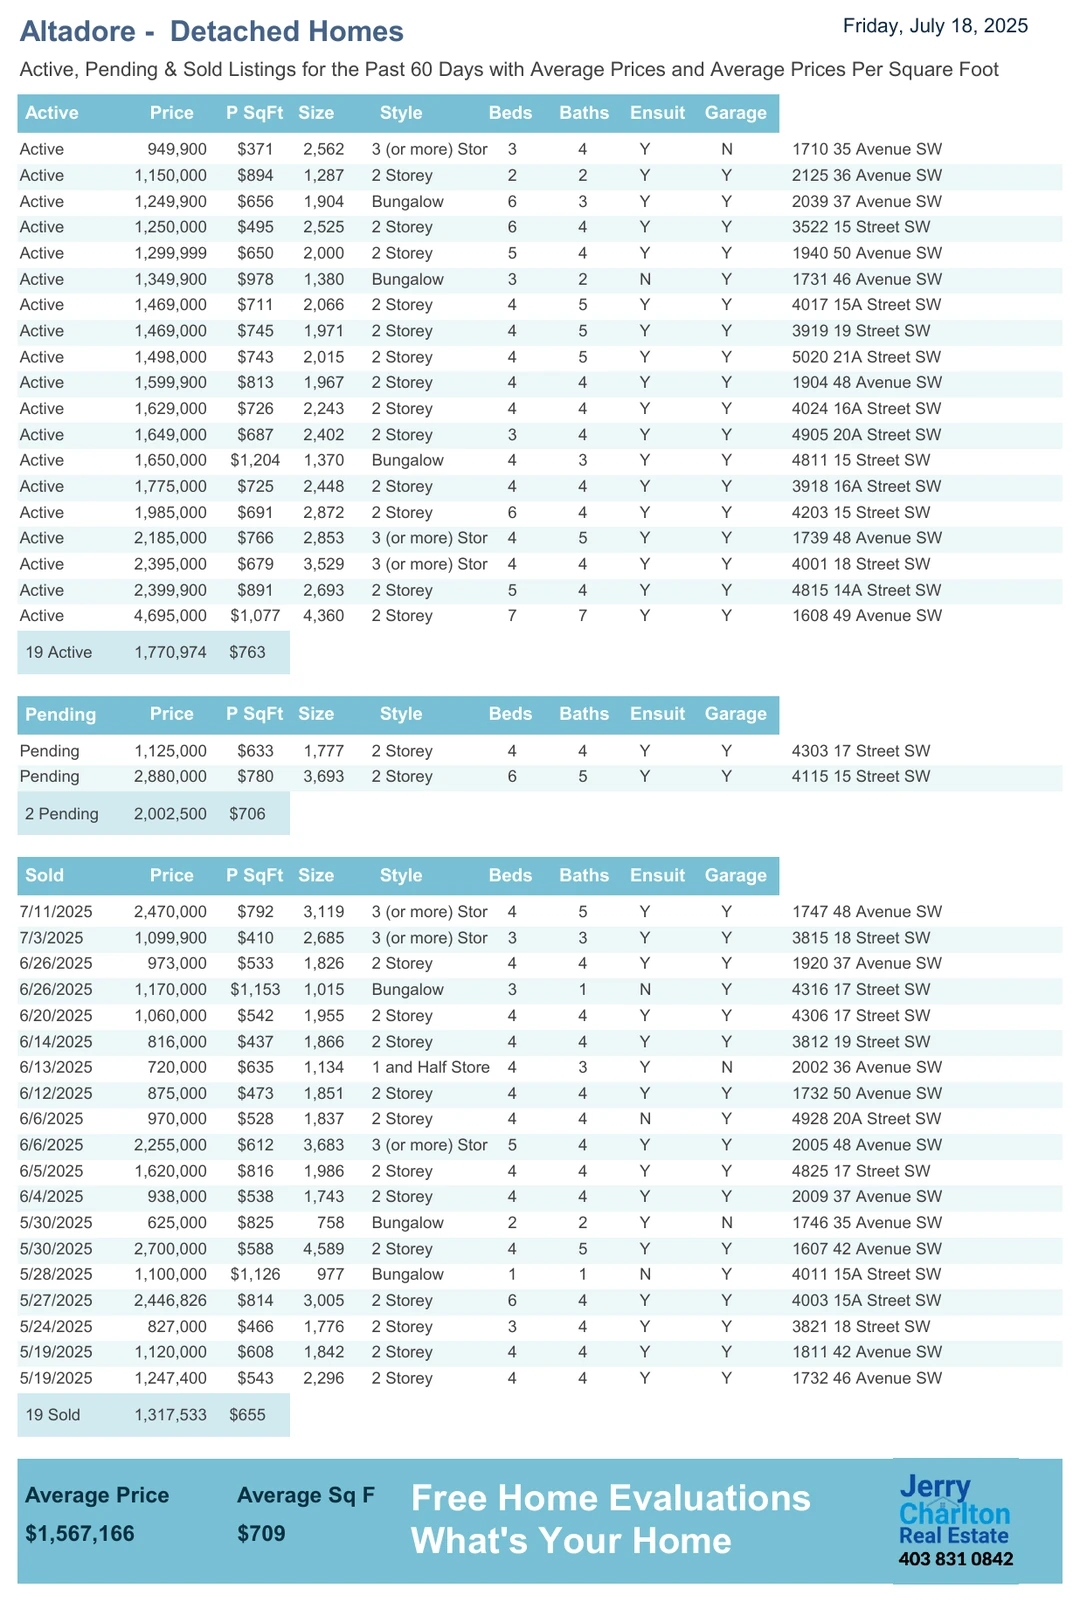 Altadore -  Detached Homes
Friday, July 18, 2025
Active, Pending & Sold Listings for the Past 60 Days with Average Prices and Average Prices Per Square Foot
Active Price P SqFt Size Style Beds Baths Ensuit Garage
Active 949,900 $371 2,562 3 (or more) Stor 3 4 Y N 1710 35 Avenue SW
Active 1,150,000 $894 1,287 2 Storey 2 2 Y Y 2125 36 Avenue SW
Active 1,249,900 $656 1,904 Bungalow 6 3 Y Y 2039 37 Avenue SW
Active 1,250,000 $495 2,525 2 Storey 6 4 Y Y 3522 15 Street SW
Active 1,299,999 $650 2,000 2 Storey 5 4 Y Y 1940 50 Avenue SW
Active 1,349,900 $978 1,380 Bungalow 3 2 N Y 1731 46 Avenue SW
Active 1,469,000 $711 2,066 2 Storey 4 5 Y Y 4017 15A Street SW
Active 1,469,000 $745 1,971 2 Storey 4 5 Y Y 3919 19 Street SW
Active 1,498,000 $743 2,015 2 Storey 4 5 Y Y 5020 21A Street SW
Active 1,599,900 $813 1,967 2 Storey 4 4 Y Y 1904 48 Avenue SW
Active 1,629,000 $726 2,243 2 Storey 4 4 Y Y 4024 16A Street SW
Active 1,649,000 $687 2,402 2 Storey 3 4 Y Y 4905 20A Street SW
Active 1,650,000 $1,204 1,370 Bungalow 4 3 Y Y 4811 15 Street SW
Active 1,775,000 $725 2,448 2 Storey 4 4 Y Y 3918 16A Street SW
Active 1,985,000 $691 2,872 2 Storey 6 4 Y Y 4203 15 Street SW
Active 2,185,000 $766 2,853 3 (or more) Stor 4 5 Y Y 1739 48 Avenue SW
Active 2,395,000 $679 3,529 3 (or more) Stor 4 4 Y Y 4001 18 Street SW
Active 2,399,900 $891 2,693 2 Storey 5 4 Y Y 4815 14A Street SW
Active 4,695,000 $1,077 4,360 2 Storey 7 7 Y Y 1608 49 Avenue SW
19 Active 1,770,974 $763
Pending Price P SqFt Size Style Beds Baths Ensuit Garage
Pending 1,125,000 $633 1,777 2 Storey 4 4 Y Y 4303 17 Street SW
Pending 2,880,000 $780 3,693 2 Storey 6 5 Y Y 4115 15 Street SW
2 Pending 2,002,500 $706
Sold Price P SqFt Size Style Beds Baths Ensuit Garage
7/11/2025 2,470,000 $792 3,119 3 (or more) Stor 4 5 Y Y 1747 48 Avenue SW
7/3/2025 1,099,900 $410 2,685 3 (or more) Stor 3 3 Y Y 3815 18 Street SW
6/26/2025 973,000 $533 1,826 2 Storey 4 4 Y Y 1920 37 Avenue SW
6/26/2025 1,170,000 $1,153 1,015 Bungalow 3 1 N Y 4316 17 Street SW
6/20/2025 1,060,000 $542 1,955 2 Storey 4 4 Y Y 4306 17 Street SW
6/14/2025 816,000 $437 1,866 2 Storey 4 4 Y Y 3812 19 Street SW
6/13/2025 720,000 $635 1,134 1 and Half Store 4 3 Y N 2002 36 Avenue SW
6/12/2025 875,000 $473 1,851 2 Storey 4 4 Y Y 1732 50 Avenue SW
6/6/2025 970,000 $528 1,837 2 Storey 4 4 N Y 4928 20A Street SW
6/6/2025 2,255,000 $612 3,683 3 (or more) Stor 5 4 Y Y 2005 48 Avenue SW
6/5/2025 1,620,000 $816 1,986 2 Storey 4 4 Y Y 4825 17 Street SW
6/4/2025 938,000 $538 1,743 2 Storey 4 4 Y Y 2009 37 Avenue SW
5/30/2025 625,000 $825 758 Bungalow 2 2 Y N 1746 35 Avenue SW
5/30/2025 2,700,000 $588 4,589 2 Storey 4 5 Y Y 1607 42 Avenue SW
5/28/2025 1,100,000 $1,126 977 Bungalow 1 1 N Y 4011 15A Street SW
5/27/2025 2,446,826 $814 3,005 2 Storey 6 4 Y Y 4003 15A Street SW
5/24/2025 827,000 $466 1,776 2 Storey 3 4 Y Y 3821 18 Street SW
5/19/2025 1,120,000 $608 1,842 2 Storey 4 4 Y Y 1811 42 Avenue SW
5/19/2025 1,247,400 $543 2,296 2 Storey 4 4 Y Y 1732 46 Avenue SW
19 Sold 1,317,533 $655
Average Price Average Sq F
$1,567,166 $709
Free Home Evaluations
What's Your Home
Jerry
Charlton
Real Estate
403 831 0842